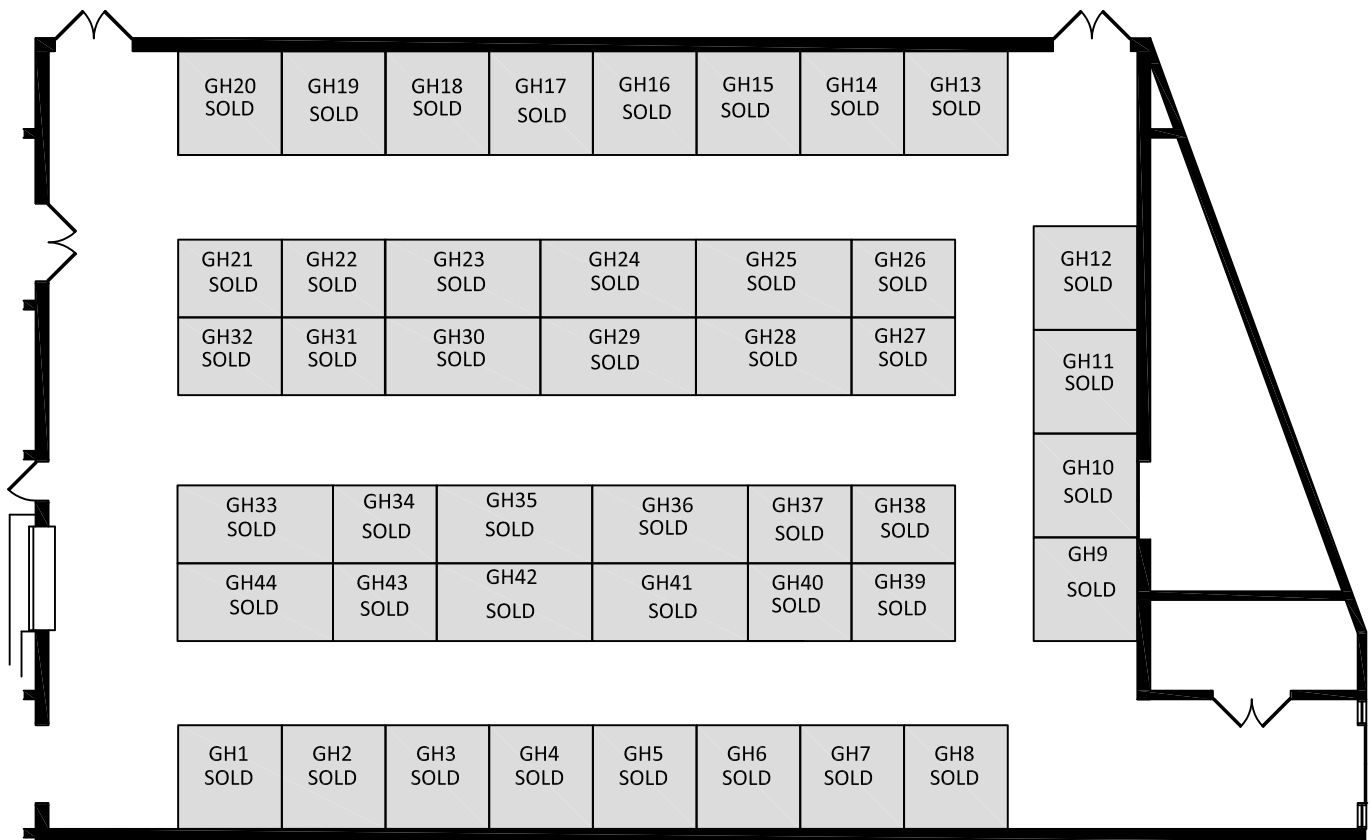 GH20
SOLD
GH19
SOLD
GH18
SOLD
GH17
SOLD
GH16
SOLD
GH15
SOLD
GH14
SOLD
GH13
SOLD
GH21
SOLD
GH22
SOLD
GH23
SOLD
GH24
SOLD
GH25
SOLD
GH26
SOLD
GH12
SOLD
GH32
SOLD
GH31
SOLD
GH30
SOLD
GH29
SOLD
GH28
SOLD
GH27
SOLD
GH11
SOLD
GH10
SOLD
GH33
SOLD
GH34
SOLD
GH35
SOLD
GH36
SOLD
GH37
SOLD
GH38
SOLD
GH9
SOLD
GH44
SOLD
GH43
SOLD
GH42
SOLD
GH41
SOLD
GH40
SOLD
GH39
SOLD
GH1
SOLD
GH2
SOLD
GH3
SOLD
GH4
SOLD
GH5
SOLD
GH6
SOLD
GH7
SOLD
GH8
SOLD